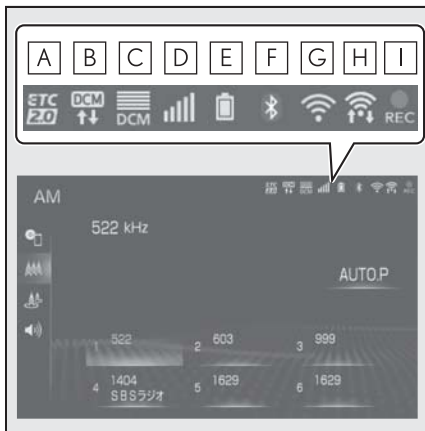 A B C D E F G H I
ETC 2.0 DCM DCM REC
AM
522 kHz
AUTO.P
1 522 2 603 3 999
4 1404 SBSラジオ 5 1629 6 1629